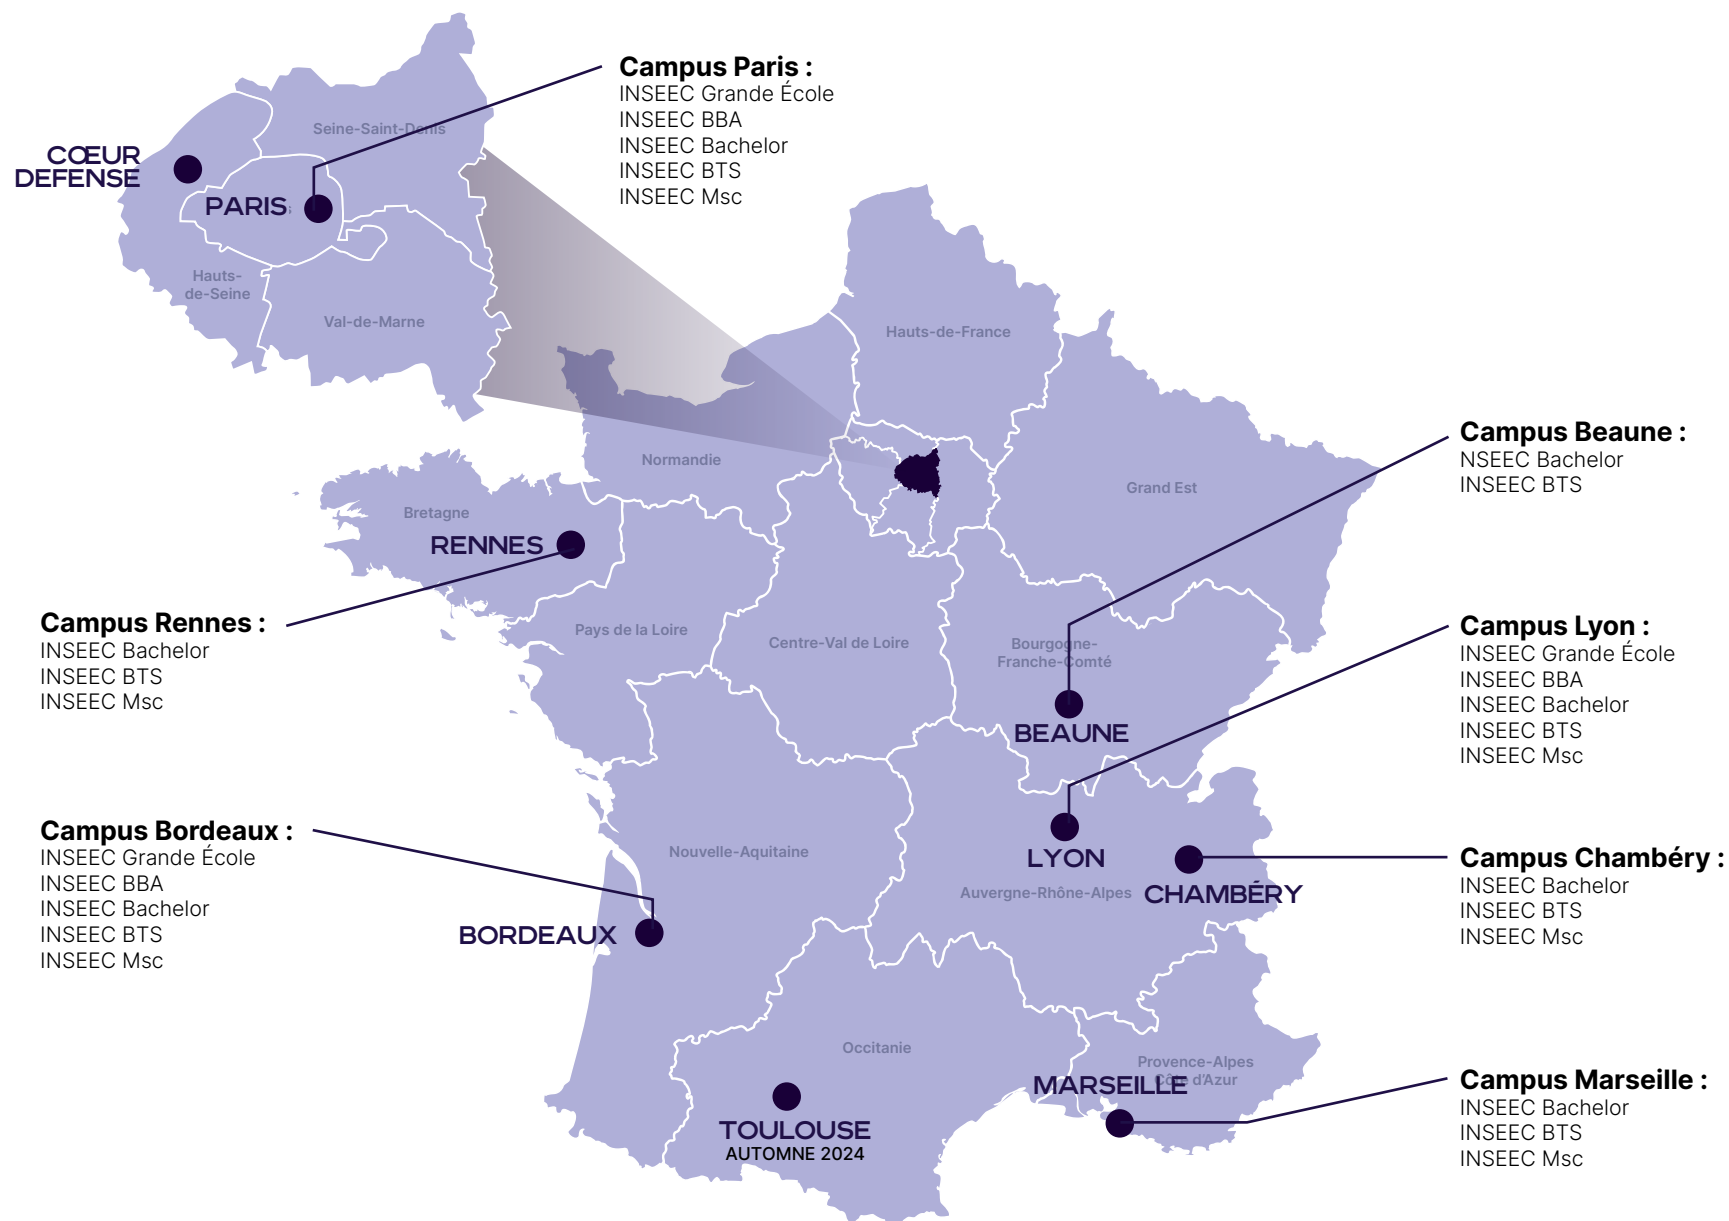 Campus Paris :
INSEEC Grande École
INSEEC BBA
INSEEC Bachelor
INSEEC BTS
INSEEC Msc
Seine-Saint-Denis
CŒUR
DEFENSE
PARIS
Hauts-
de-Seine
Val-de-Marne
Hauts-de-France
Normandie
Grand Est
Campus Beaune :
NSEEC Bachelor
INSEEC BTS
Bretagne
RENNES
Campus Rennes :
INSEEC Bachelor
INSEEC BTS
INSEEC Msc
Pays de la Loire
Centre-Val de Loire
Bourgogne-
Franche-Comté
BEAUNE
Campus Lyon :
INSEEC Grande École
INSEEC BBA
INSEEC Bachelor
INSEEC BTS
INSEEC Msc
Campus Bordeaux :
INSEEC Grande École
INSEEC BBA
INSEEC Bachelor
INSEEC BTS
INSEEC Msc
Nouvelle-Aquitaine
BORDEAUX
LYON
Auvergne-Rhône-Alpes
CHAMBÉRY
Campus Chambéry :
INSEEC Bachelor
INSEEC BTS
INSEEC Msc
Occitanie
TOULOUSE
AUTOMNE 2024
Provence-Alpes
Côte d'Azur
MARSEILLE
Campus Marseille :
INSEEC Bachelor
INSEEC BTS
INSEEC Msc